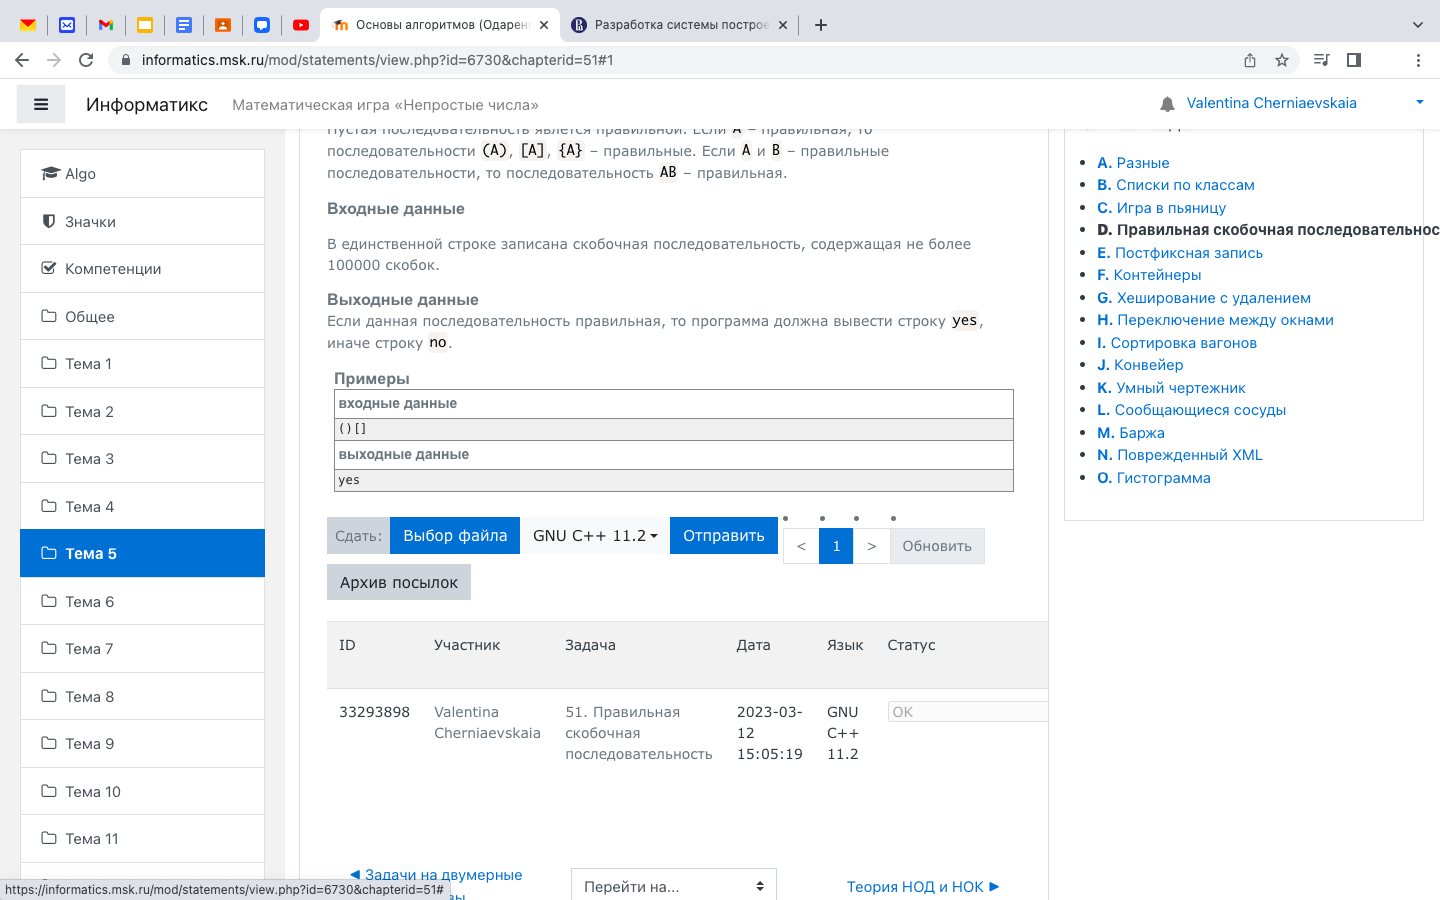 Основы алгоритмов (Одарен
Разработка системы построе
informatics.msk.ru/mod/statements/view.php?id=6730&chapterid=51#1
Информатикс
Математическая игра «Непростые числа»
Valentina Cherniaevskaia
Algo
Значки
Компетенции
Общее
Тема 1
Тема 2
Тема 3
Тема 4
Тема 5
Тема 6
Тема 7
Тема 8
Тема 9
Тема 10
Тема 11
Пустая последовательность явлется правильной. Если A – правильная, то
последовательности (A), [A], {A} – правильные. Если A и B – правильные
последовательности, то последовательность AB – правильная.
Входные данные
В единственной строке записана скобочная последовательность, содержащая не более
100000 скобок.
Выходные данные
Если данная последовательность правильная, то программа должна вывести строку yes,
иначе строку no.
Примеры
входные данные
()[]
выходные данные
yes
Сдать:
Выбор файла
GNU C++ 11.2
Отправить
< 1 >
Обновить
Архив посылок
ID Участник Задача Дата Язык Статус
33293898 Valentina 51. Правильная 2023-03- GNU OK
Cherniaevskaia скобочная 12 C++
последовательность 15:05:19 11.2
◄ Задачи на двумерные
Перейти на...
Теория НОД и НОК ►
A. Разные
B. Списки по классам
C. Игра в пьяницу
D. Правильная скобочная последовательнос
E. Постфиксная запись
F. Контейнеры
G. Хеширование с удалением
H. Переключение между окнами
I. Сортировка вагонов
J. Конвейер
K. Умный чертежник
L. Сообщающиеся сосуды
M. Баржа
N. Поврежденный XML
O. Гистограмма
https://informatics.msk.ru/mod/statements/view.php?id=6730&chapterid=51#